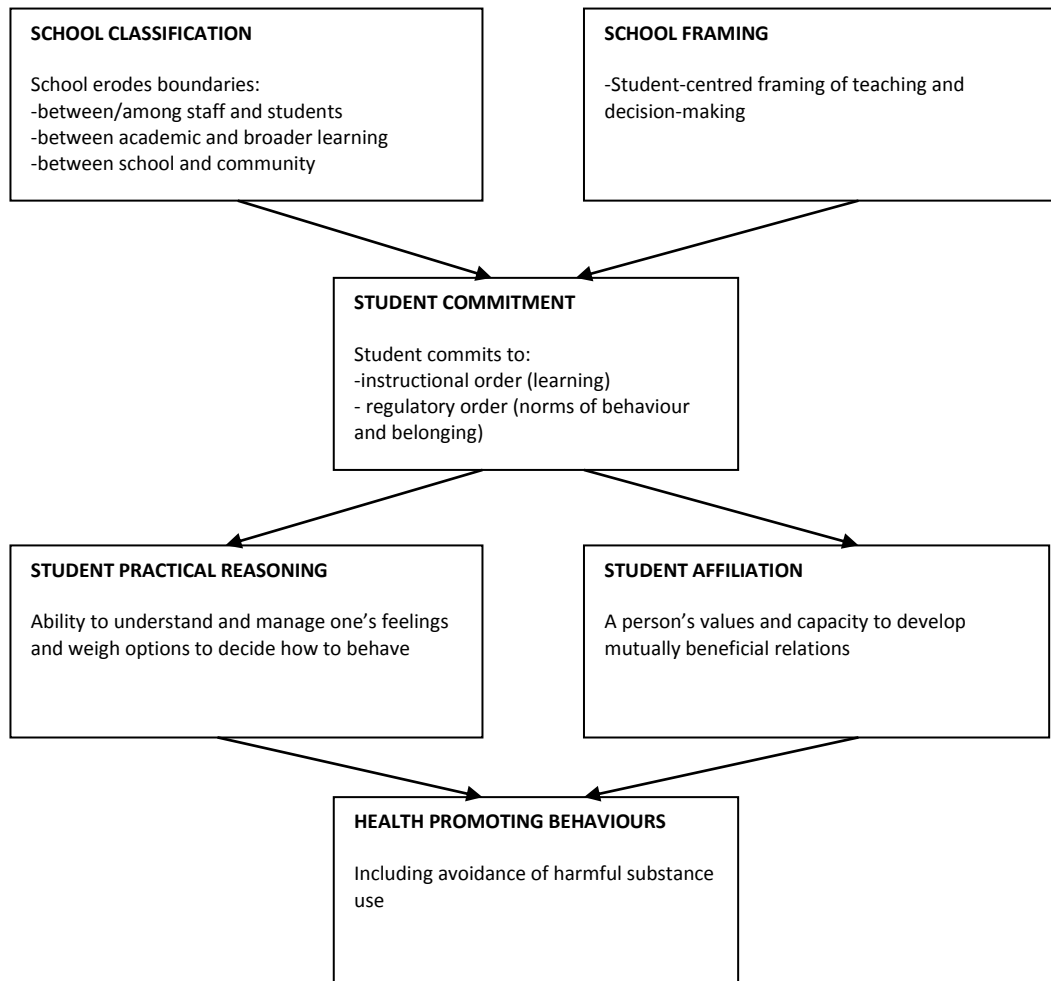 SCHOOL CLASSIFICATION
School erodes boundaries:
-between/among staff and students
-between academic and broader learning
-between school and community
SCHOOL FRAMING
-Student-centred framing of teaching and
decision-making
STUDENT COMMITMENT
Student commits to:
-instructional order (learning)
- regulatory order (norms of behaviour
and belonging)
STUDENT PRACTICAL REASONING
Ability to understand and manage one’s feelings
and weigh options to decide how to behave
STUDENT AFFILIATION
A person’s values and capacity to develop
mutually beneficial relations
HEALTH PROMOTING BEHAVIOURS
Including avoidance of harmful substance
use